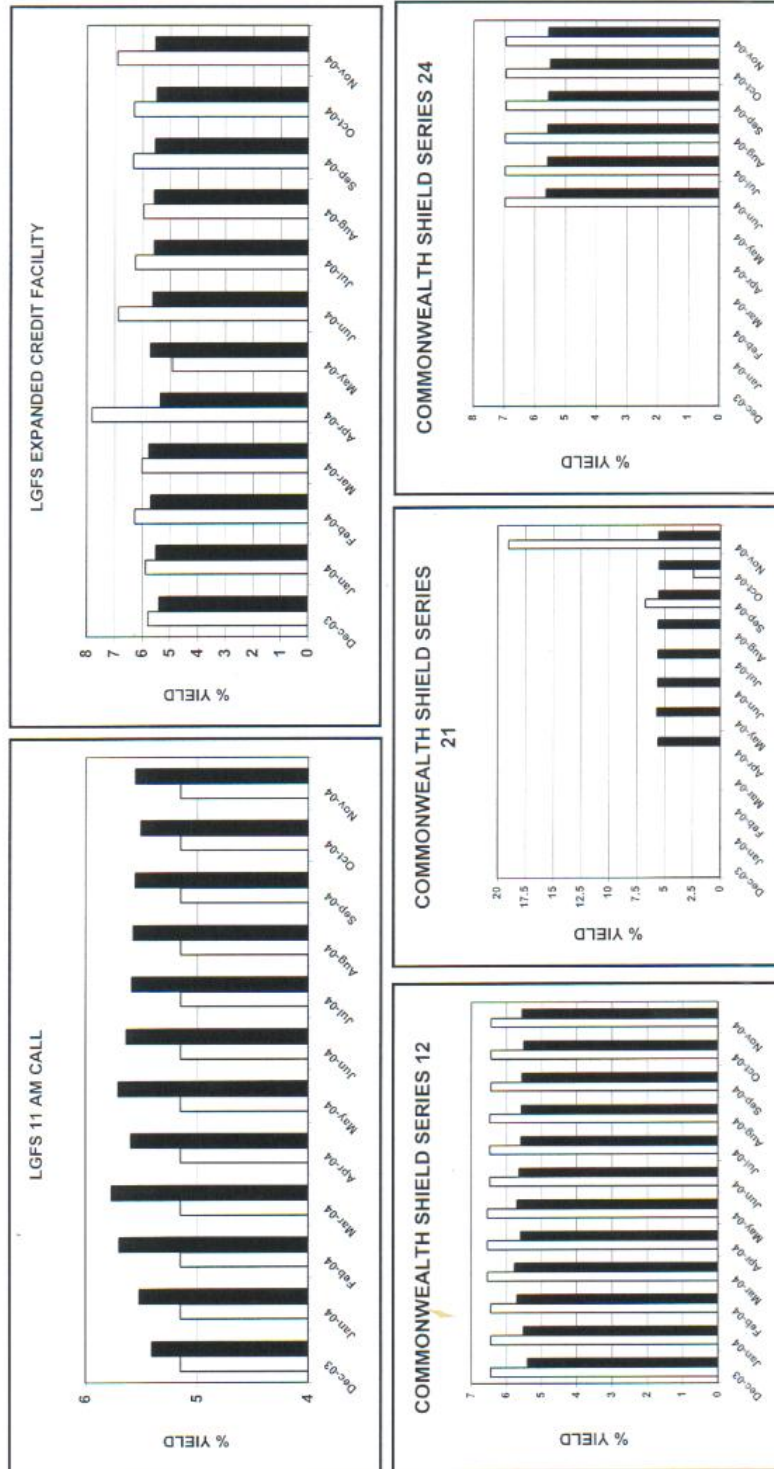 LGFS 11 AM CALL
% YIELD
6
5
4
Dec-03
Jan-04
Feb-04
Mar-04
Apr-04
May-04
Jun-04
Jul-04
Aug-04
Sep-04
Oct-04
Nov-04
LGFS EXPANDED CREDIT FACILITY
% YIELD
8
7
6
5
4
3
2
1
0
Dec-03
Jan-04
Feb-04
Mar-04
Apr-04
May-04
Jun-04
Jul-04
Aug-04
Sep-04
Oct-04
Nov-04
COMMONWEALTH SHIELD SERIES 12
% YIELD
7
6
5
4
3
2
1
0
Dec-03
Jan-04
Feb-04
Mar-04
Apr-04
May-04
Jun-04
Jul-04
Aug-04
Sep-04
Oct-04
Nov-04
COMMONWEALTH SHIELD SERIES
21
% YIELD
20
17.5
15
12.5
10
7.5
5
2.5
0
Dec-03
Jan-04
Feb-04
Mar-04
Apr-04
May-04
Jun-04
Jul-04
Aug-04
Sep-04
Oct-04
Nov-04
COMMONWEALTH SHIELD SERIES 24
% YIELD
8
7
6
5
4
3
2
1
0
Dec-03
Jan-04
Feb-04
Mar-04
Apr-04
May-04
Jun-04
Jul-04
Aug-04
Sep-04
Oct-04
Nov-04